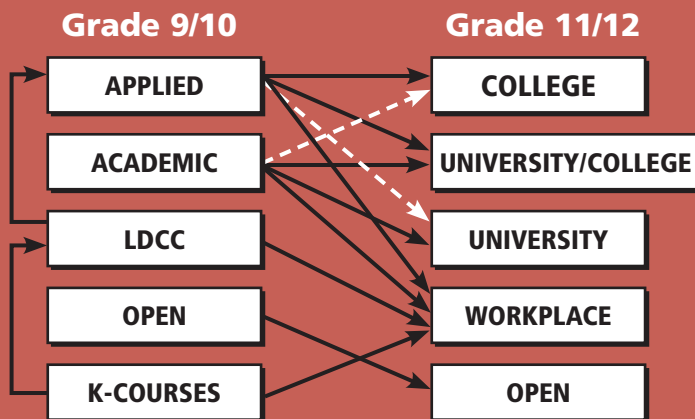 Grade 9/10
APPLIED
ACADEMIC
LDCC
OPEN
K-COURSES
Grade 11/12
COLLEGE
UNIVERSITY/COLLEGE
UNIVERSITY
WORKPLACE
OPEN